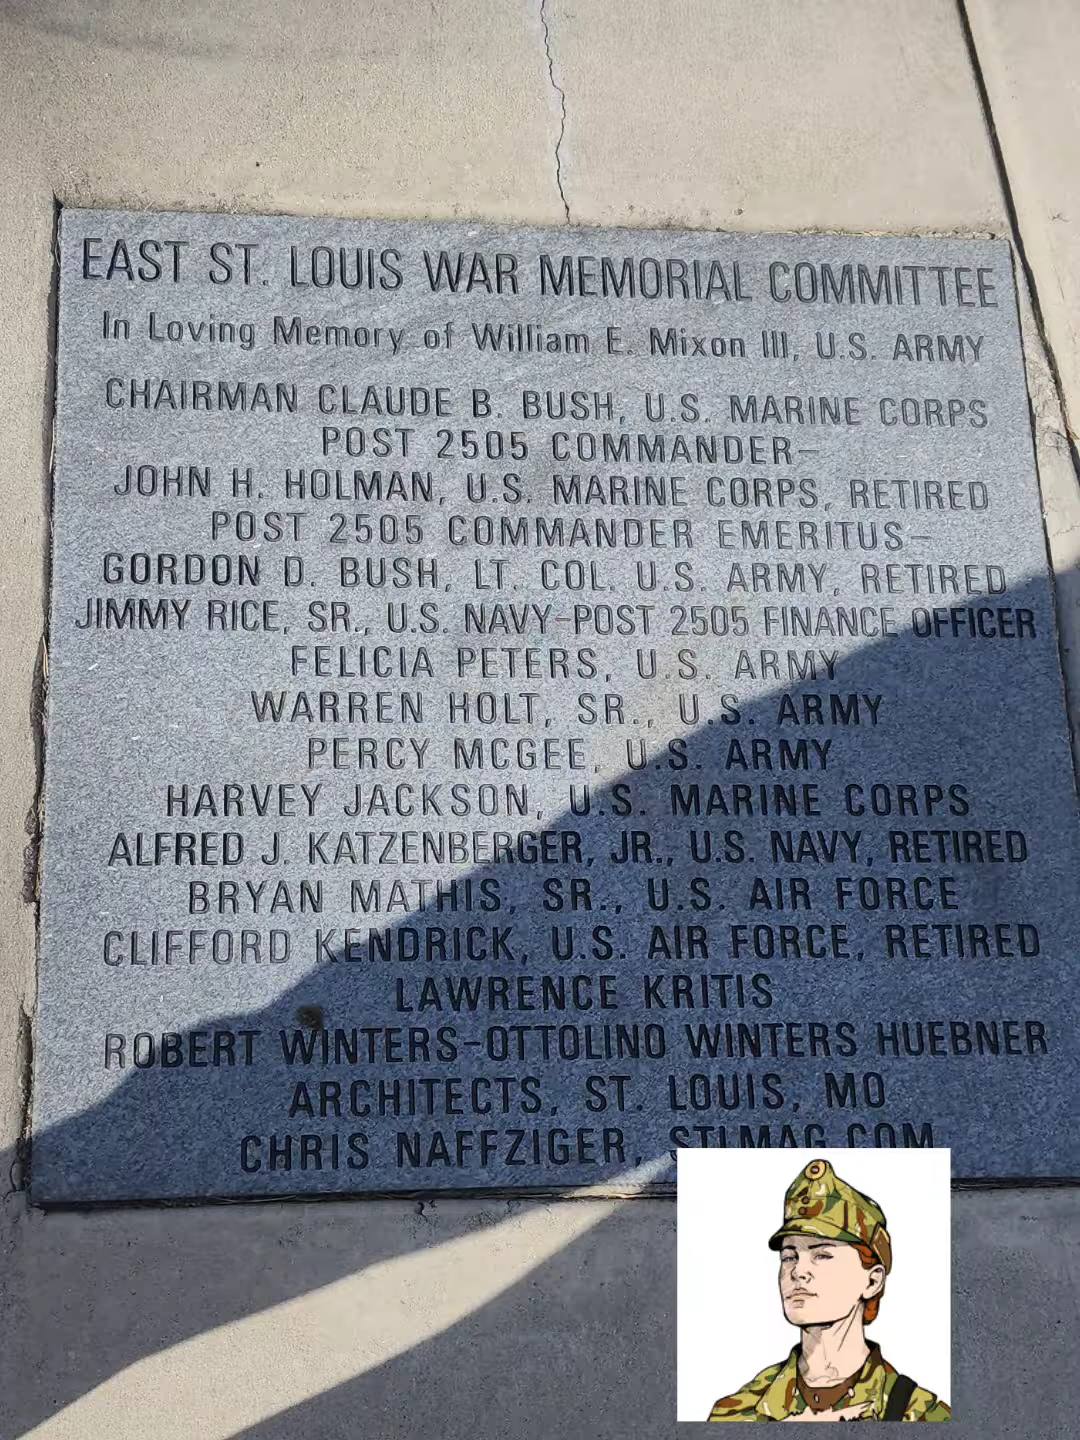 EAST ST. LOUIS WAR MEMORIAL COMMITTEE
In Loving Memory of William E. Mixon III, U.S. ARMY
CHAIRMAN CLAUDE B. BUSH, U.S. MARINE CORPS
POST 2505 COMMANDER–
JOHN H. HOLMAN, U.S. MARINE CORPS, RETIRED
POST 2505 COMMANDER EMERITUS–
GORDON D. BUSH, LT. COL. U.S. ARMY, RETIRED
JIMMY RICE, SR., U.S. NAVY–POST 2505 FINANCE OFFICER
FELICIA PETERS, U.S. ARMY
WARREN HOLT, SR., U.S. ARMY
PERCY MCGEE, U.S. ARMY
HARVEY JACKSON, U.S. MARINE CORPS
ALFRED J. KATZENBERGER, JR., U.S. NAVY, RETIRED
BRYAN MATHIS, SR., U.S. AIR FORCE
CLIFFORD KENDRICK, U.S. AIR FORCE, RETIRED
LAWRENCE KRITIS
ROBERT WINTERS–OTTOLINO WINTERS HUEBNER
ARCHITECTS, ST. LOUIS, MO
CHRIS NAFFZIGER, STLMAG.COM